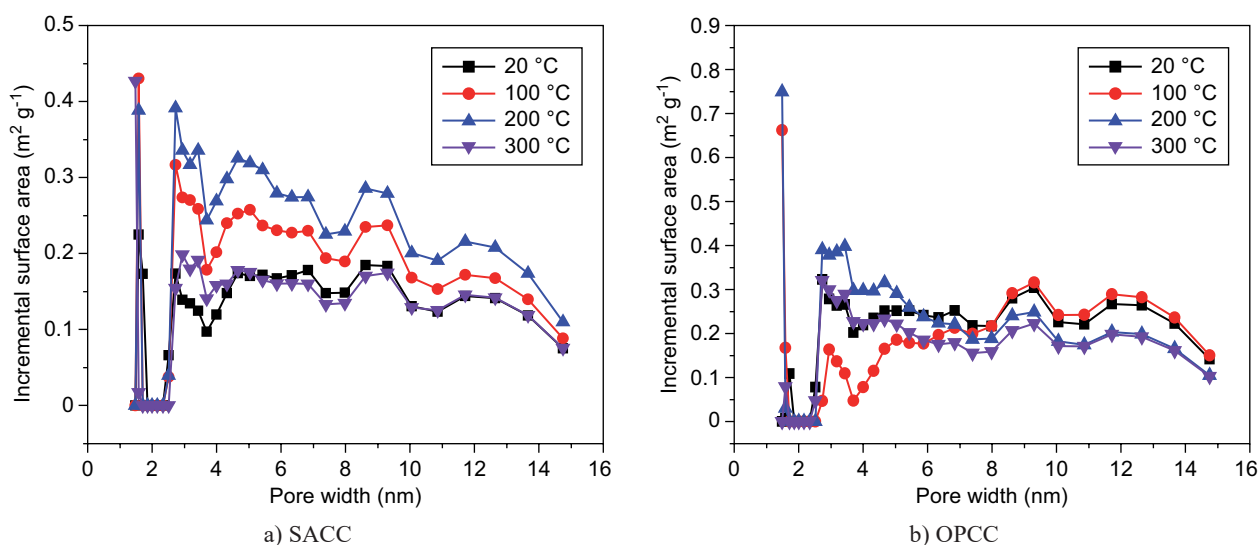 0.5
0.4
0.3
0.2
0.1
0
Incremental surface area (m² g⁻¹)
20 °C
100 °C
200 °C
300 °C
0 2 4 6 8 10 12 14 16
Pore width (nm)
a) SACC
0.9
0.8
0.7
0.6
0.5
0.4
0.3
0.2
0.1
0
Incremental surface area (m² g⁻¹)
20 °C
100 °C
200 °C
300 °C
0 2 4 6 8 10 12 14 16
Pore width (nm)
b) OPCC